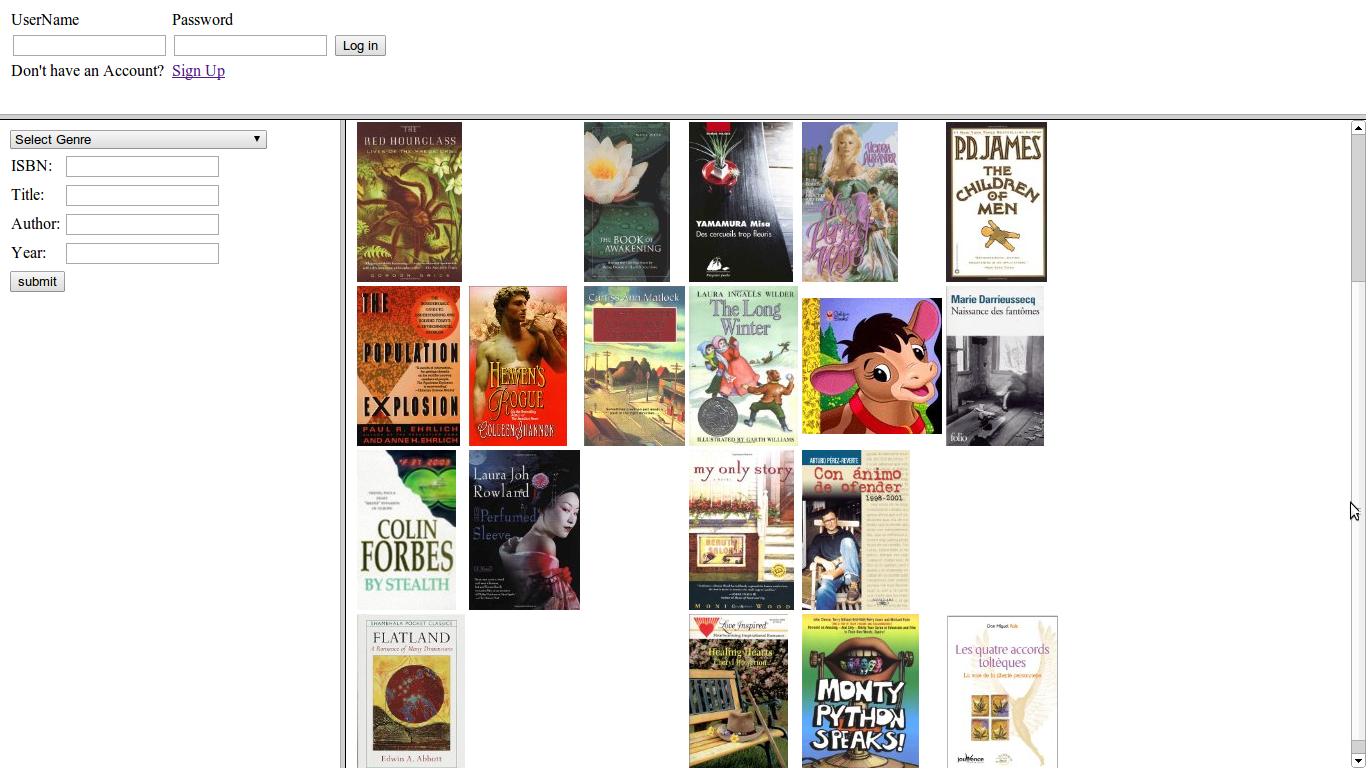 UserName Password
Log in
Don't have an Account? Sign Up
Select Genre
ISBN:
Title:
Author:
Year:
submit
THE
RED HOURGLASS
LIVES OF THE PREDATORS
GORDON GRICE
THE BOOK OF
AWAKENING
YAMAMURA Misa
Des cercueils trop fleuris
VICTORIA
ALEXANDER
The
Perfect
Wife
P.D. JAMES
THE
CHILDREN
OF
MEN
THE
POPULATION
EXPLOSION
PAUL R. EHRLICH
AND ANNE H. EHRLICH
HEAVEN'S
ROGUE
COLLEEN SHANNON
Curtiss Ann Matlock
LAURA INGALLS WILDER
The Long
Winter
ILLUSTRATED BY GARTH WILLIAMS
Marie Darrieussecq
Naissance des fantômes
folio
COLIN
FORBES
BY STEALTH
Laura Joh
Rowland
The Perfumed
Sleeve
my only story
MONICA WOOD
ARTURO PÉREZ-REVERTE
Con ánimo
de ofender
1998-2001
SHAMBHALA POCKET CLASSICS
FLATLAND
A Romance of Many Dimensions
Edwin A. Abbott
Love Inspired
Healing Hearts
MONTY
PYTHON
SPEAKS!
Don Miguel Ruiz
Les quatre accords
toltèques
La voie de la liberté personnelle
jouvence